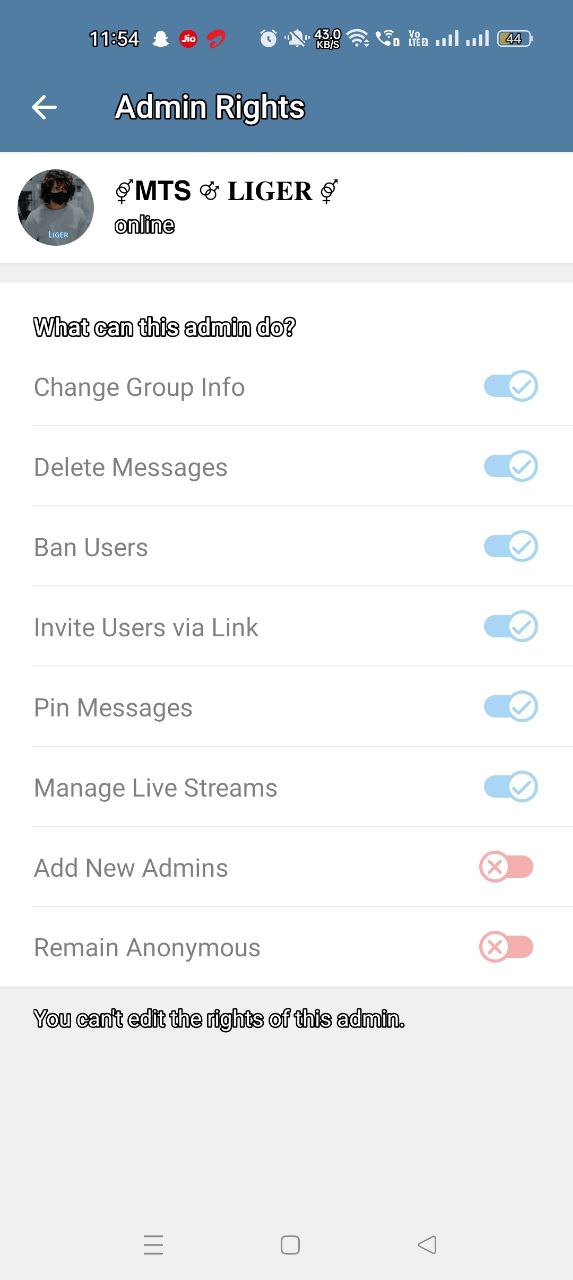 11:54 Jio 43.0 KB/S Vo LTE 44
Admin Rights
⚥MTS ⚣ 𝐋𝐈𝐆𝐄𝐑 ⚥
LIGER
online
What can this admin do?
Change Group Info
Delete Messages
Ban Users
Invite Users via Link
Pin Messages
Manage Live Streams
Add New Admins
Remain Anonymous
You can't edit the rights of this admin.